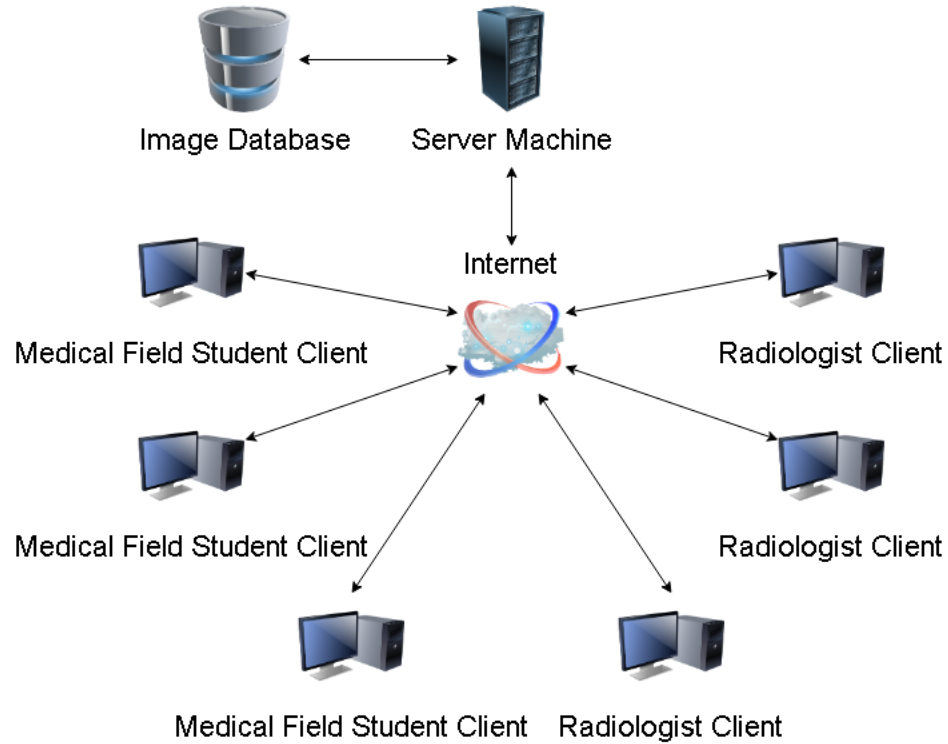 Image Database
Server Machine
Internet
Medical Field Student Client
Radiologist Client
Medical Field Student Client
Radiologist Client
Medical Field Student Client
Radiologist Client